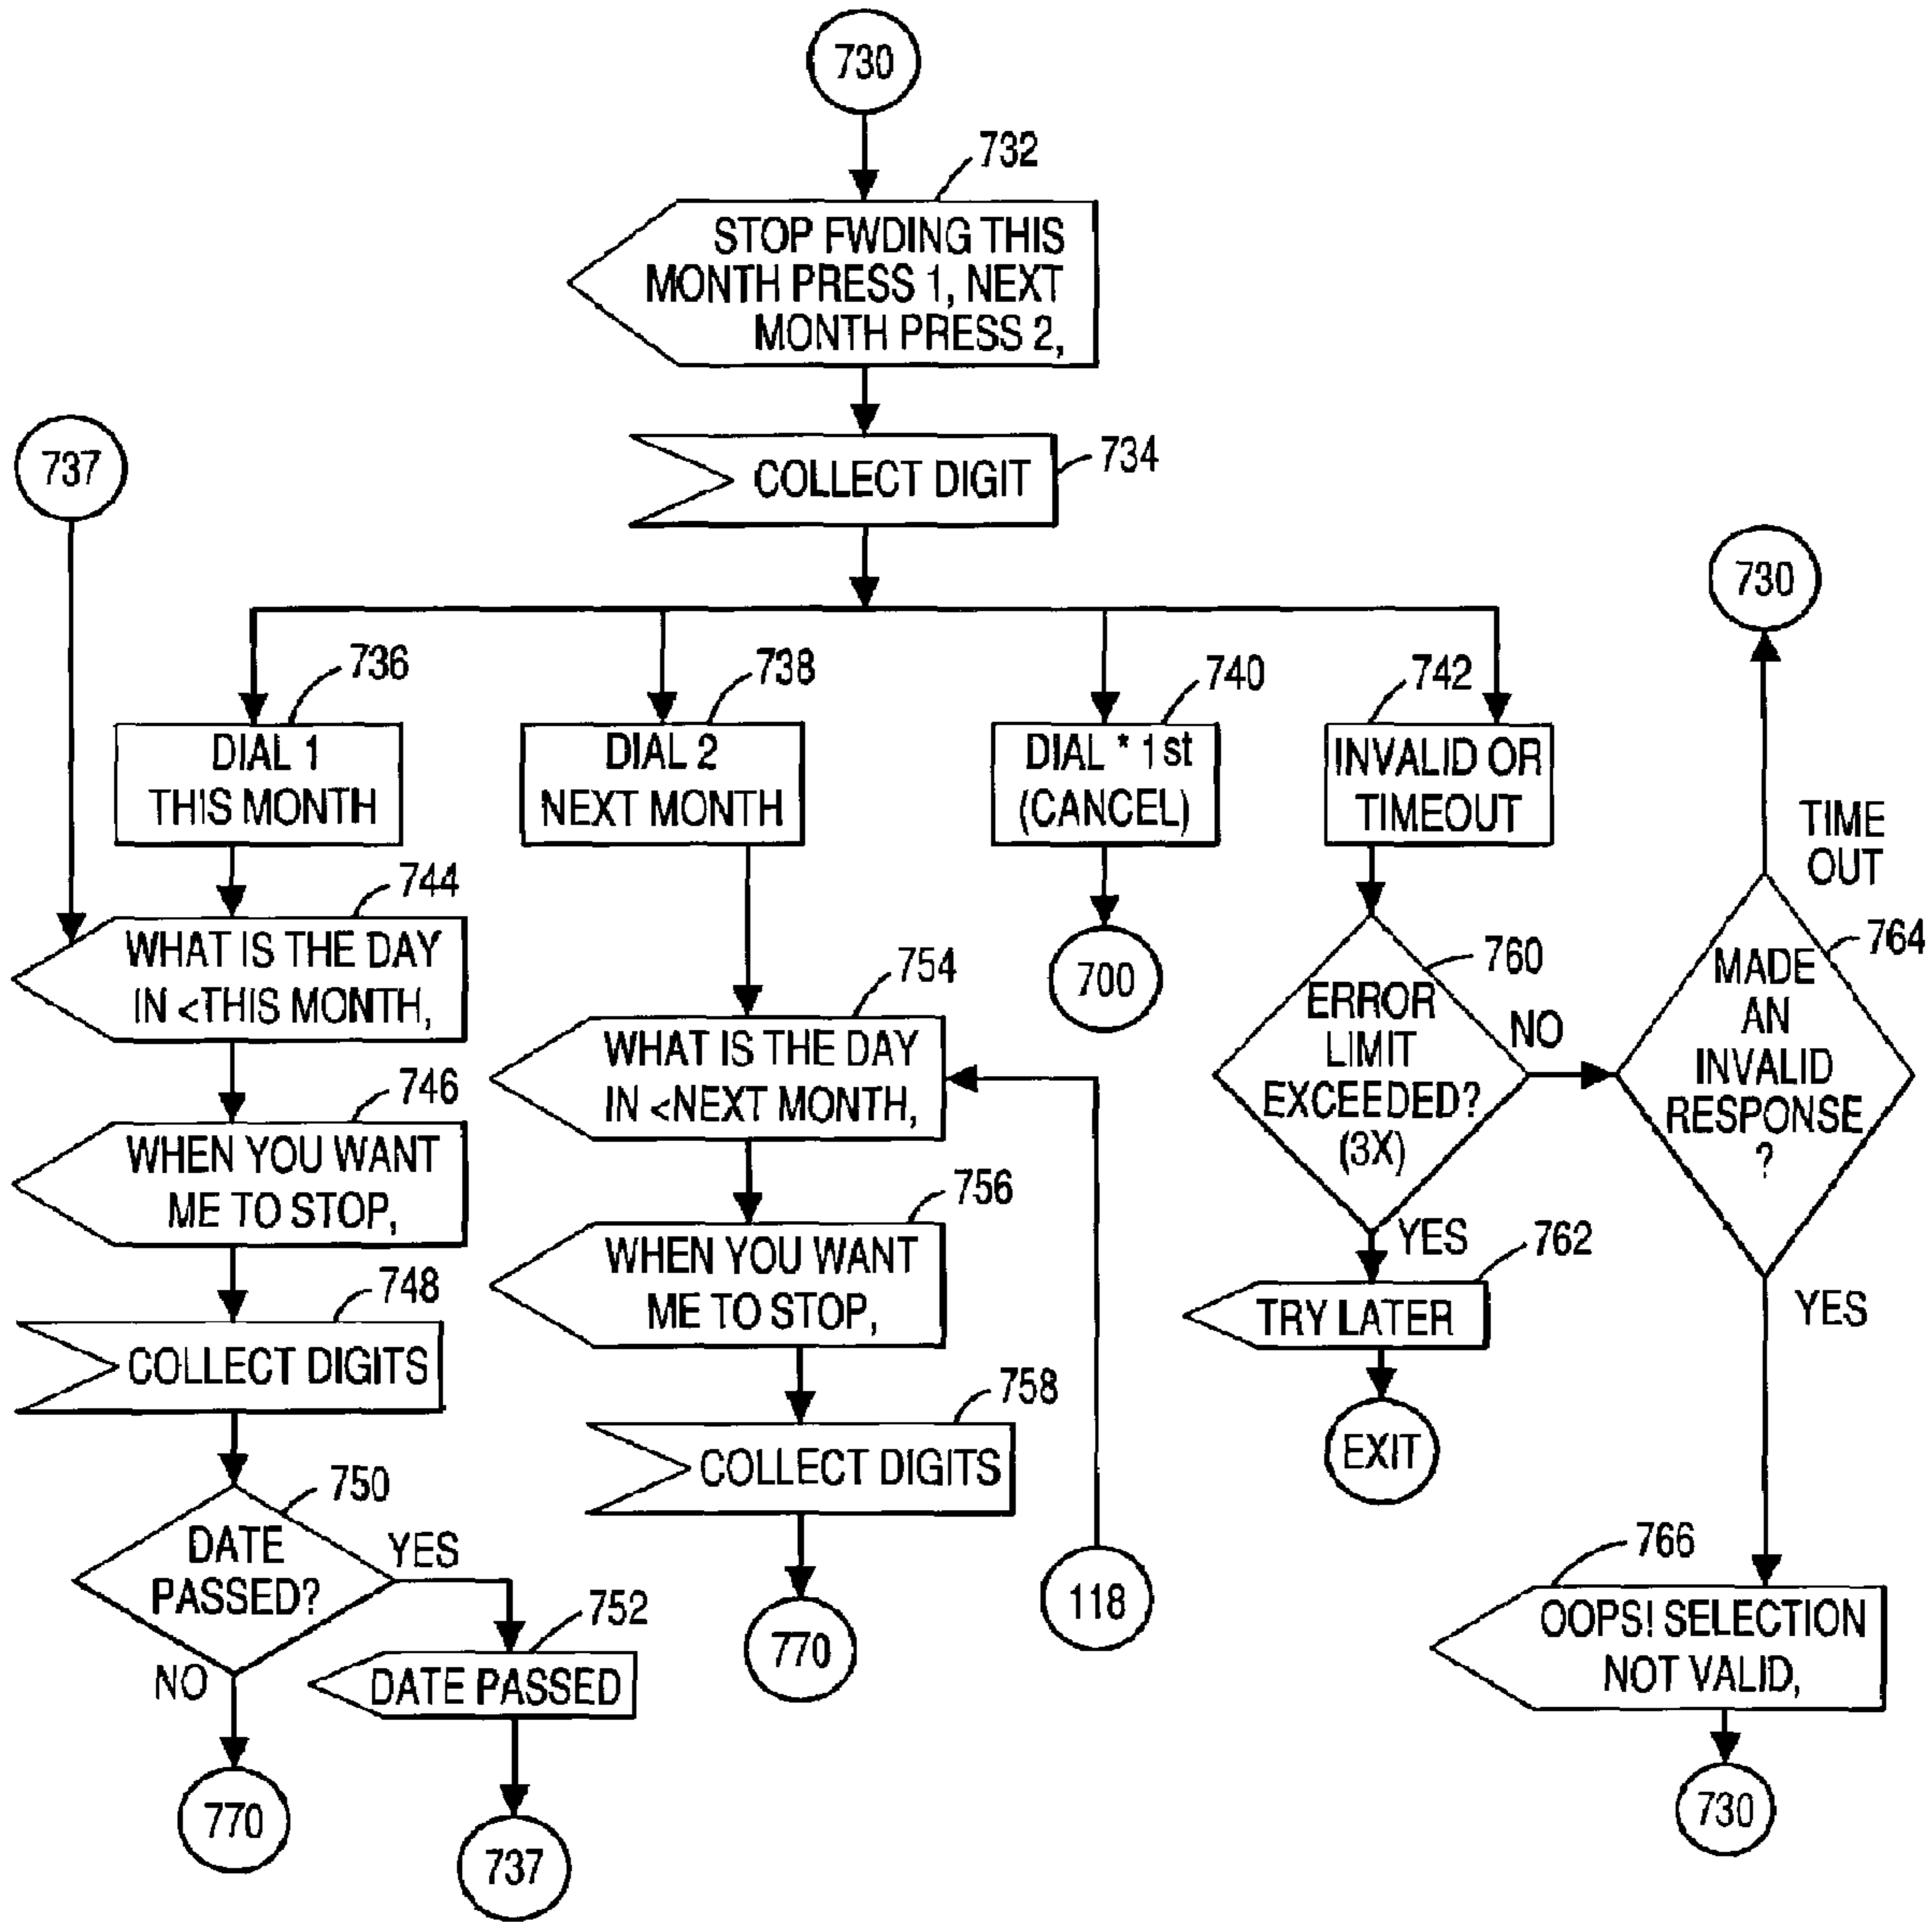 730
732
STOP FWDING THIS
MONTH PRESS 1, NEXT
MONTH PRESS 2,
737
COLLECT DIGIT
734
730
736
738
740
742
DIAL 1
THIS MONTH
DIAL 2
NEXT MONTH
DIAL * 1st
(CANCEL)
INVALID OR
TIMEOUT
TIME
OUT
744
WHAT IS THE DAY
IN <THIS MONTH,
754
WHAT IS THE DAY
IN <NEXT MONTH,
700
760
ERROR
LIMIT
EXCEEDED?
(3X)
NO
764
MADE
AN
INVALID
RESPONSE
?
746
WHEN YOU WANT
ME TO STOP,
756
WHEN YOU WANT
ME TO STOP,
YES
762
TRY LATER
YES
748
COLLECT DIGITS
758
COLLECT DIGITS
EXIT
750
DATE
PASSED?
YES
NO
752
DATE PASSED
770
118
766
OOPS! SELECTION
NOT VALID,
770
737
730